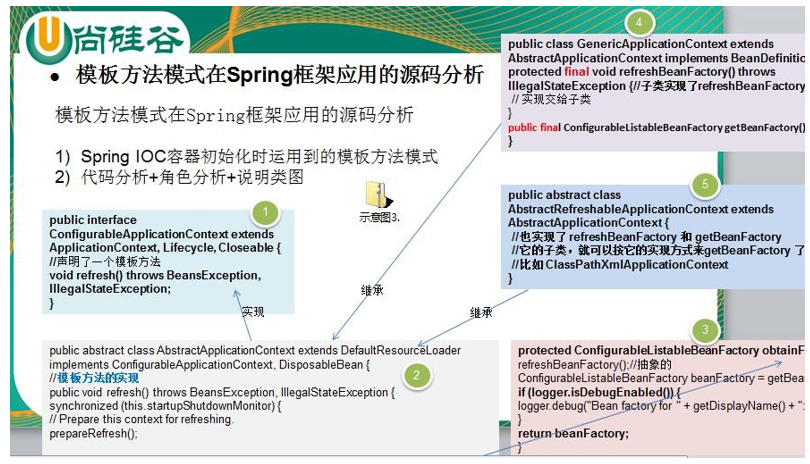 尚硅谷
● 模板方法模式在Spring框架应用的源码分析
模板方法模式在Spring框架应用的源码分析
1) Spring IOC容器初始化时运用到的模板方法模式
2) 代码分析+角色分析+说明类图
示意图3.
1
public interface
ConfigurableApplicationContext extends
ApplicationContext, Lifecycle, Closeable {
//声明了一个模板方法
void refresh() throws BeansException,
IllegalStateException;
}
实现
继承
继承
4
public class GenericApplicationContext extends
AbstractApplicationContext implements BeanDefinitio
protected final void refreshBeanFactory() throws
IllegalStateException {//子类实现了refreshBeanFactory
// 实现交给子类
}
public final ConfigurableListableBeanFactory getBeanFactory()
}
5
public abstract class
AbstractRefreshableApplicationContext extends
AbstractApplicationContext {
//也实现了 refreshBeanFactory 和 getBeanFactory
//它的子类，就可以按它的实现方式来getBeanFactory 了
//比如 ClassPathXmlApplicationContext
}
2
public abstract class AbstractApplicationContext extends DefaultResourceLoader
implements ConfigurableApplicationContext, DisposableBean {
//模板方法的实现
public void refresh() throws BeansException, IllegalStateException {
synchronized (this.startupShutdownMonitor) {
// Prepare this context for refreshing.
prepareRefresh();
3
protected ConfigurableListableBeanFactory obtainF
refreshBeanFactory();//抽象的
ConfigurableListableBeanFactory beanFactory = getBea
if (logger.isDebugEnabled()) {
logger.debug("Bean factory for " + getDisplayName() + ":
}
return beanFactory;
}